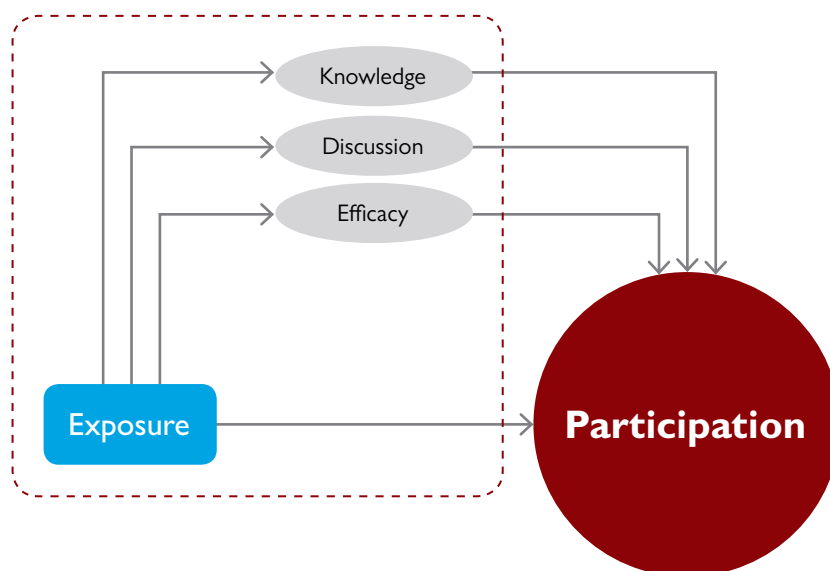 Knowledge
Discussion
Efficacy
Exposure
Participation